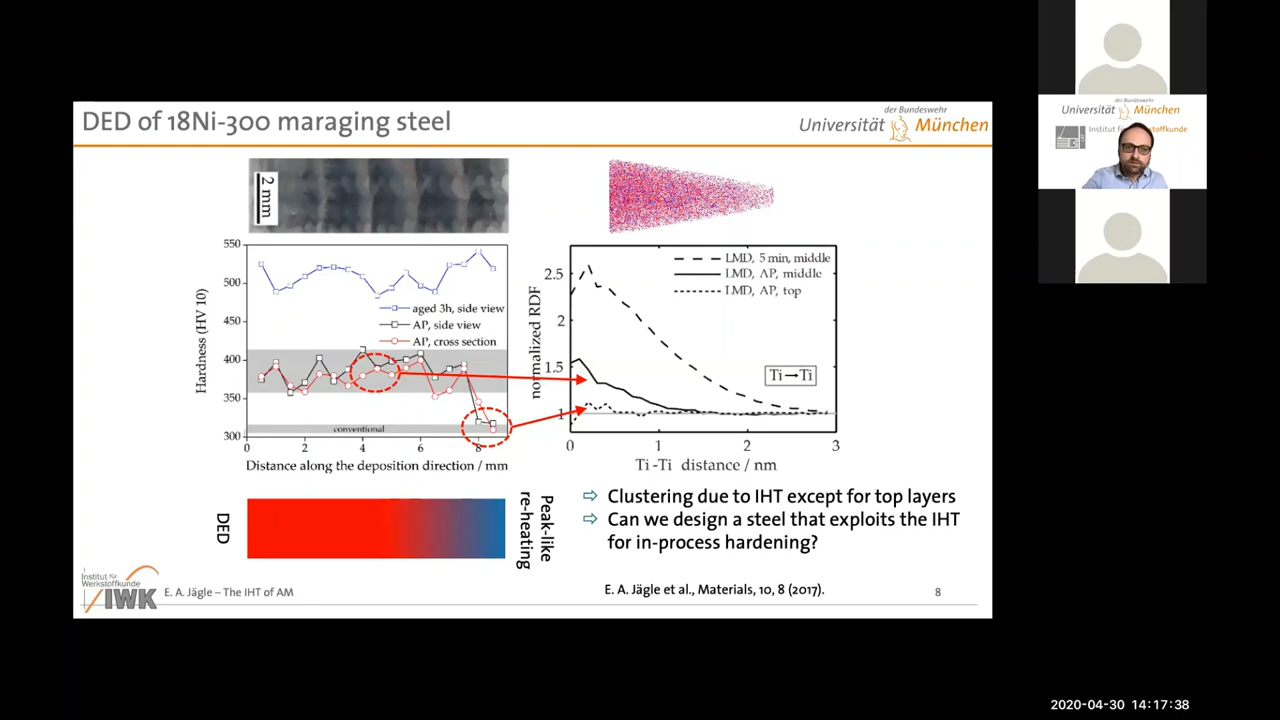 DED of 18Ni-300 maraging steel
der Bundeswehr
Universität München
2 mm
550
500
450
400
350
300
Hardness (HV 10)
aged 3h, side view
AP, side view
AP, cross section
conventional
0
2
4
6
8
Distance along the deposition direction / mm
2.5
2
1.5
1
normalized RDF
LMD, 5 min, middle
LMD, AP, middle
LMD, AP, top
Ti→Ti
0
1
2
3
Ti-Ti distance / nm
DED
Peak-like
re-heating
⇨ Clustering due to IHT except for top layers
⇨ Can we design a steel that exploits the IHT
for in-process hardening?
Institut für
Werkstoffkunde
IWK
E. A. Jägle – The IHT of AM
E. A. Jägle et al., Materials, 10, 8 (2017).
8
der Bundeswehr
Universität München
2020-04-30 14:17:38